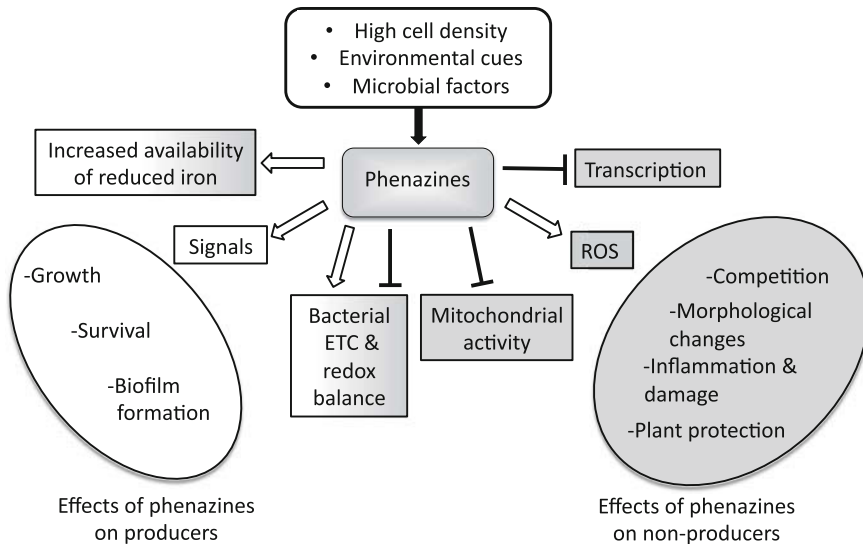 • High cell density
• Environmental cues
• Microbial factors
Increased availability
of reduced iron
Phenazines
Transcription
Signals
ROS
Bacterial
ETC &
redox
balance
Mitochondrial
activity
-Growth
-Survival
-Biofilm
formation
-Competition
-Morphological
changes
-Inflammation &
damage
-Plant protection
Effects of phenazines
on producers
Effects of phenazines
on non-producers